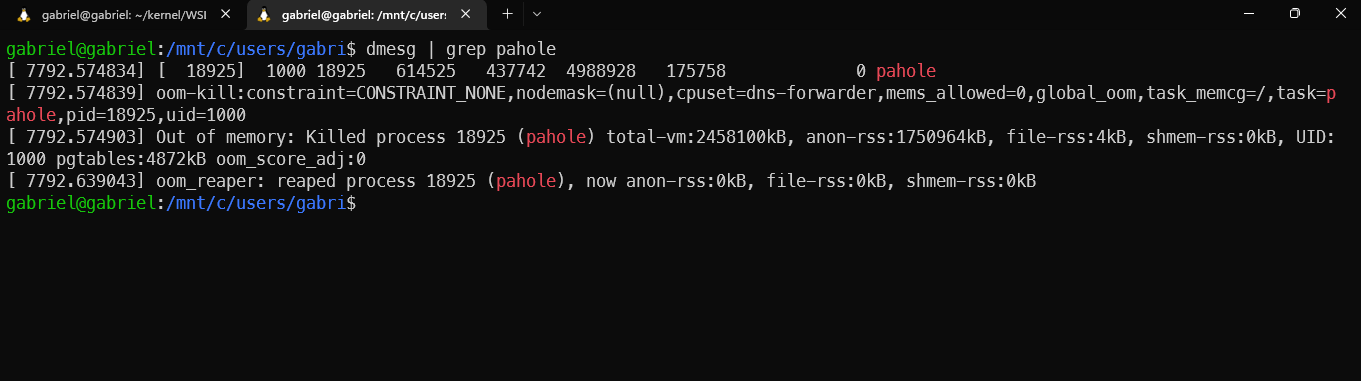 gabriel@gabriel: ~/kernel/WSl
gabriel@gabriel: /mnt/c/users
gabriel@gabriel:/mnt/c/users/gabri$ dmesg | grep pahole
[ 7792.574834] [  18925]  1000 18925   614525   437742  4988928   175758             0 pahole
[ 7792.574839] oom-kill:constraint=CONSTRAINT_NONE,nodemask=(null),cpuset=dns-forwarder,mems_allowed=0,global_oom,task_memcg=/,task=p
ahole,pid=18925,uid=1000
[ 7792.574903] Out of memory: Killed process 18925 (pahole) total-vm:2458100kB, anon-rss:1750964kB, file-rss:4kB, shmem-rss:0kB, UID:
1000 pgtables:4872kB oom_score_adj:0
[ 7792.639043] oom_reaper: reaped process 18925 (pahole), now anon-rss:0kB, file-rss:0kB, shmem-rss:0kB
gabriel@gabriel:/mnt/c/users/gabri$